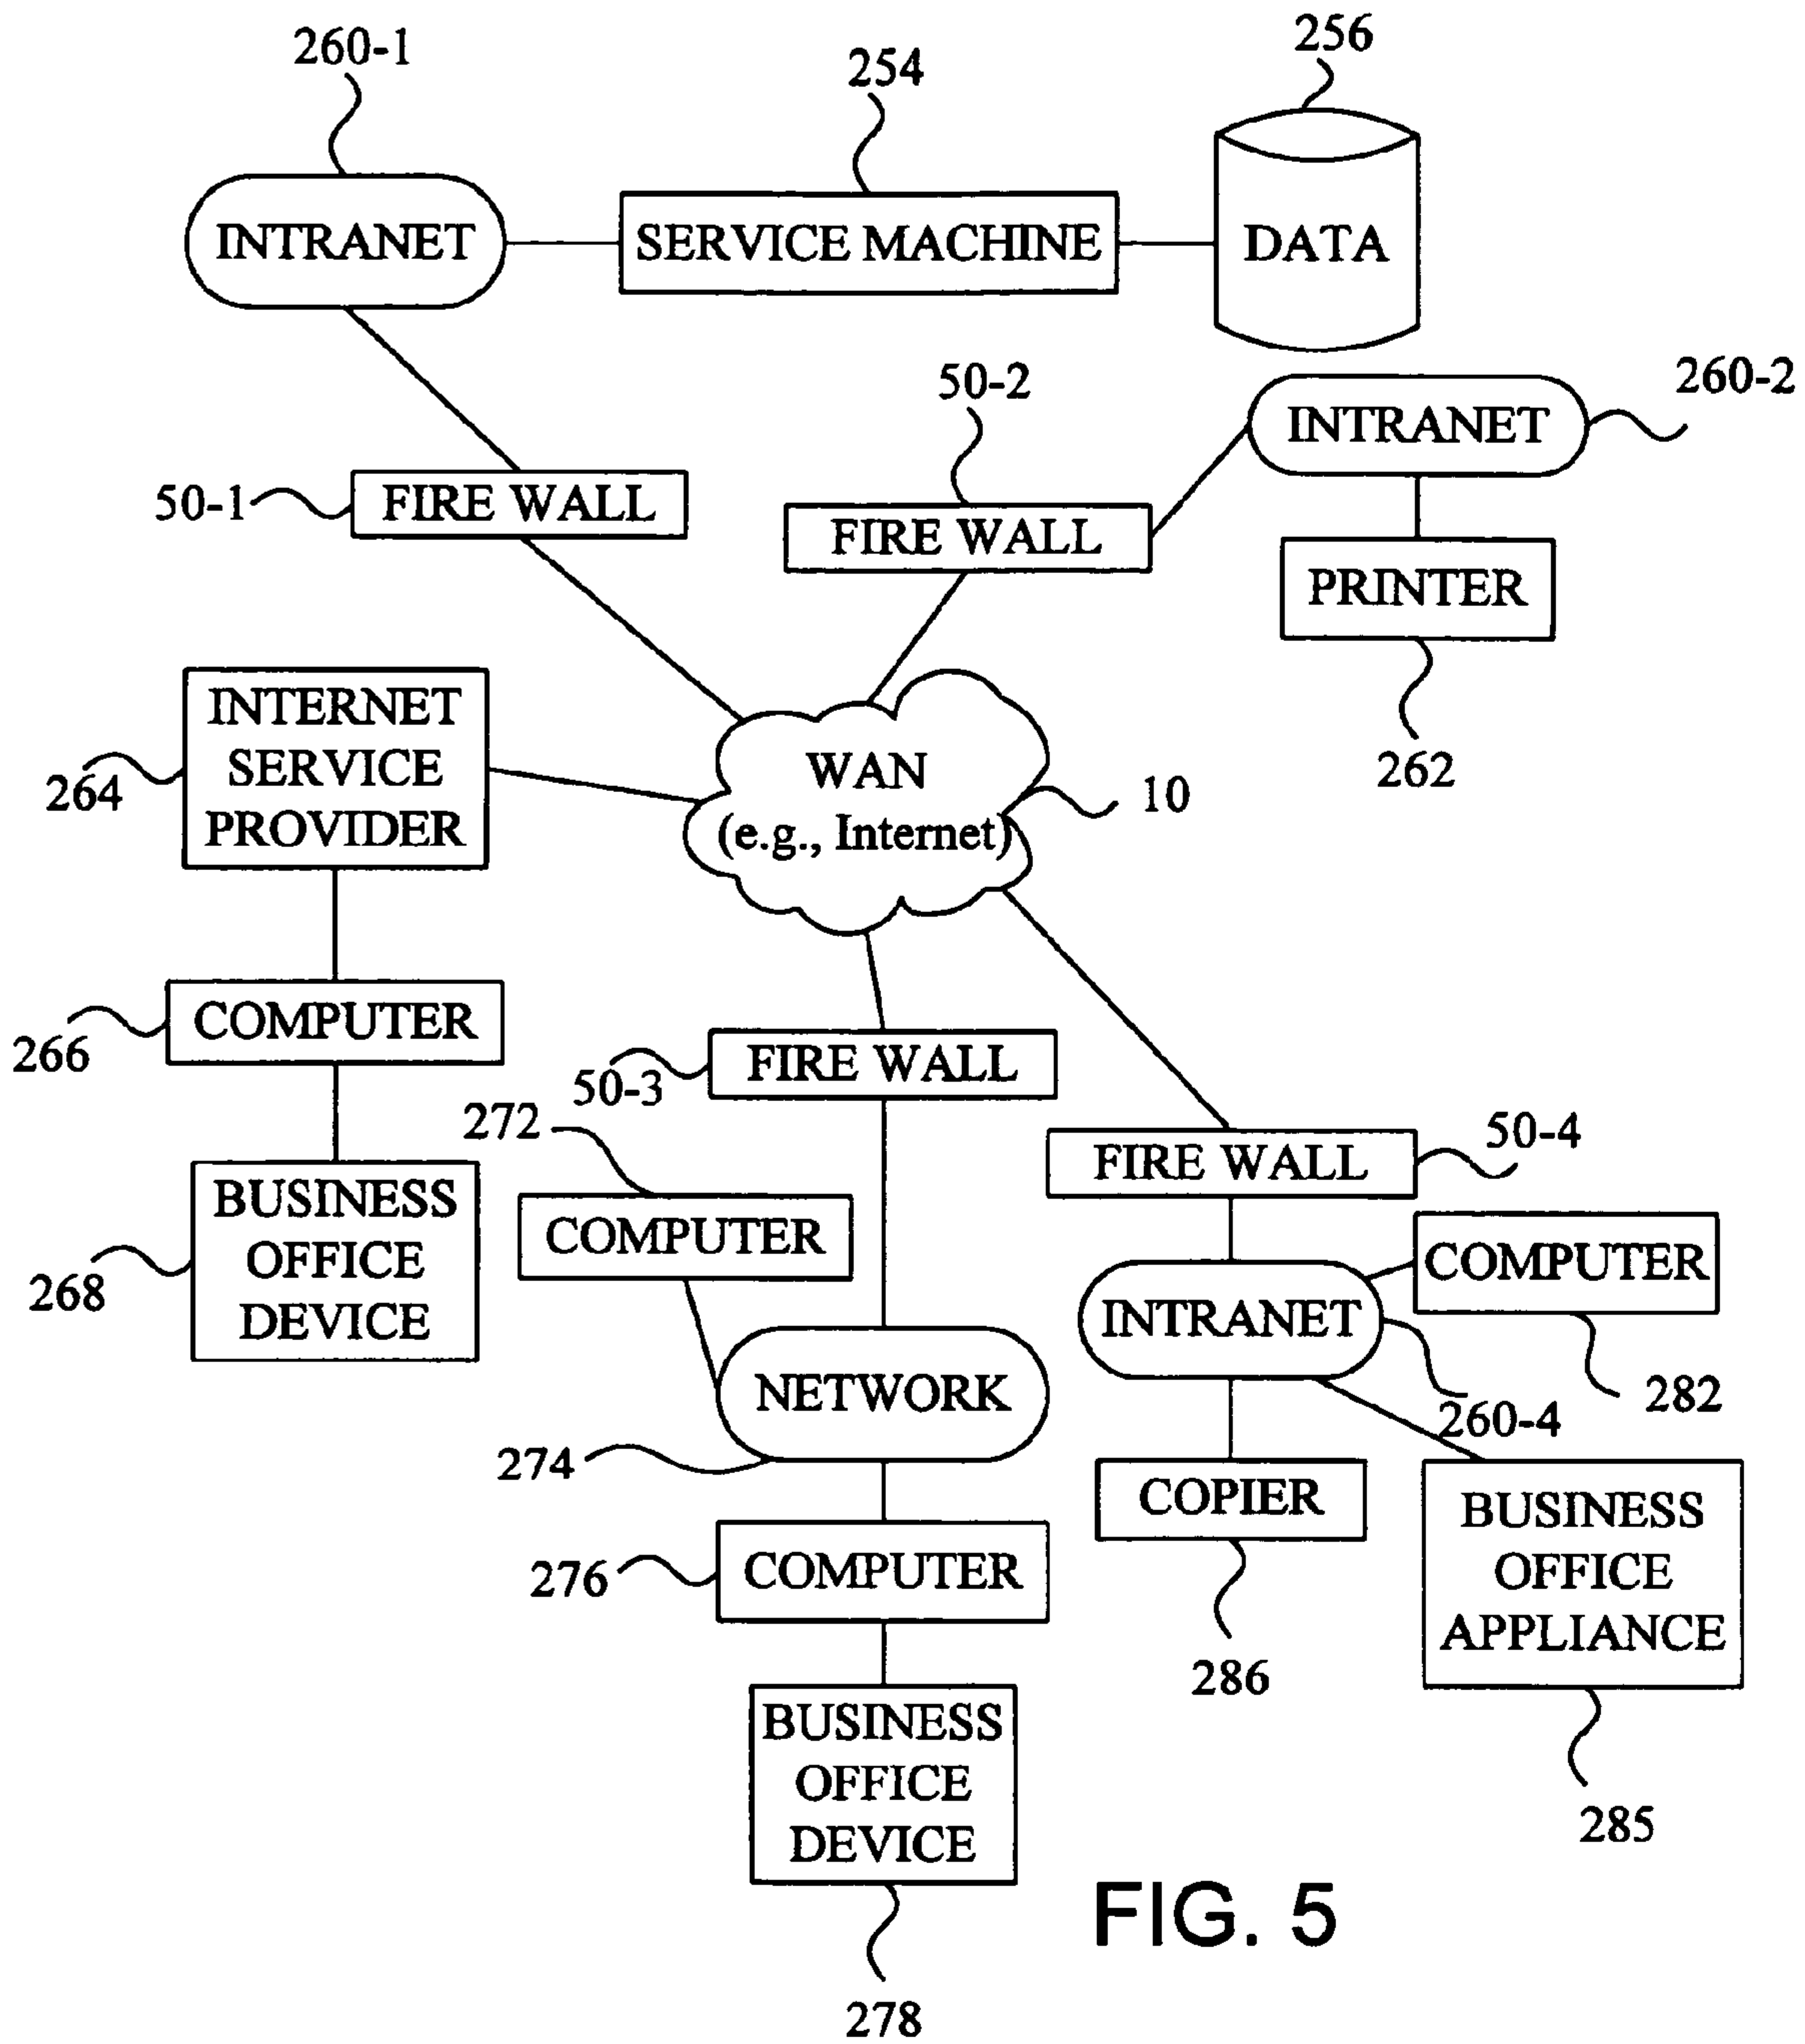 260-1
254
256
INTRANET
SERVICE MACHINE
DATA
50-2
260-2
INTRANET
50-1
FIRE WALL
FIRE WALL
PRINTER
INTERNET
SERVICE
PROVIDER
264
WAN
(e.g., Internet)
10
262
COMPUTER
266
FIRE WALL
50-3
272
50-4
FIRE WALL
BUSINESS
OFFICE
DEVICE
268
COMPUTER
COMPUTER
INTRANET
282
260-4
NETWORK
274
COPIER
BUSINESS
OFFICE
APPLIANCE
276
COMPUTER
286
BUSINESS
OFFICE
DEVICE
285
FIG. 5
278